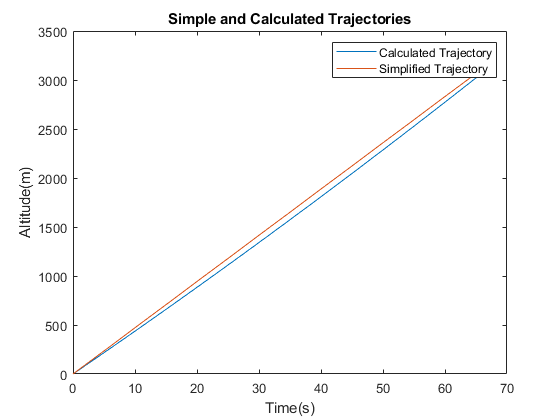 Simple and Calculated Trajectories
3500
3000
2500
2000
1500
1000
500
0
Altitude(m)
Calculated Trajectory
Simplified Trajectory
0 10 20 30 40 50 60 70
Time(s)